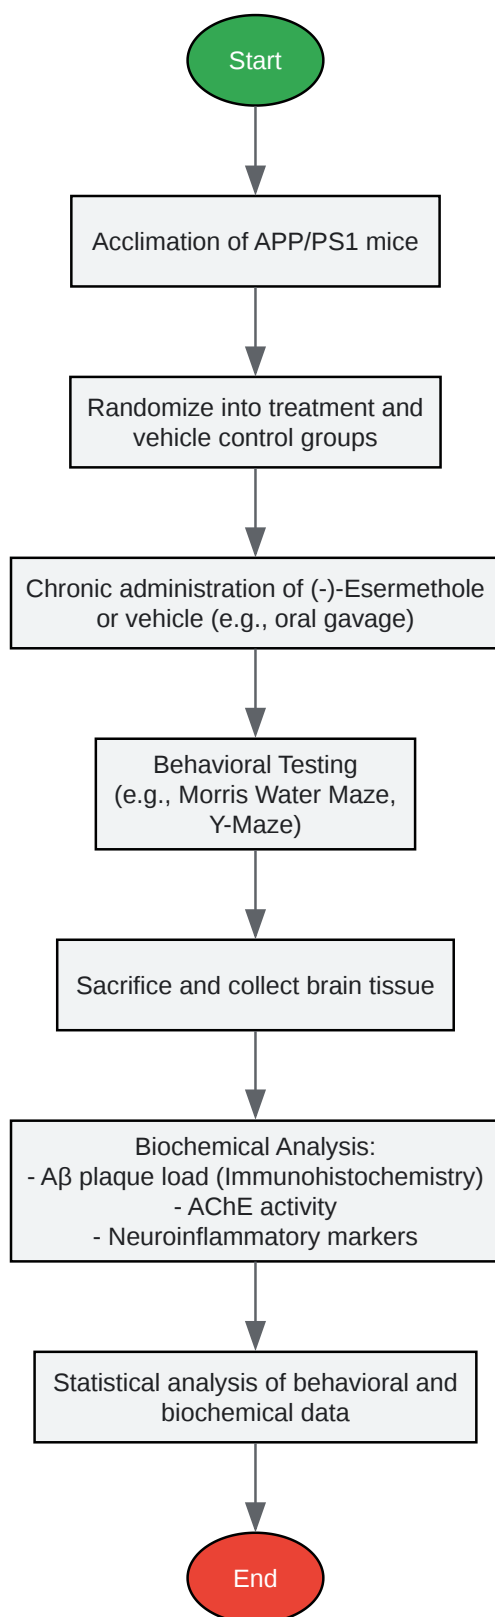 Start
Acclimation of APP/PS1 mice
Randomize into treatment and
vehicle control groups
Chronic administration of (-)-Esermethole
or vehicle (e.g., oral gavage)
Behavioral Testing
(e.g., Morris Water Maze,
Y-Maze)
Sacrifice and collect brain tissue
Biochemical Analysis:
- Aβ plaque load (Immunohistochemistry)
- AChE activity
- Neuroinflammatory markers
Statistical analysis of behavioral and
biochemical data
End